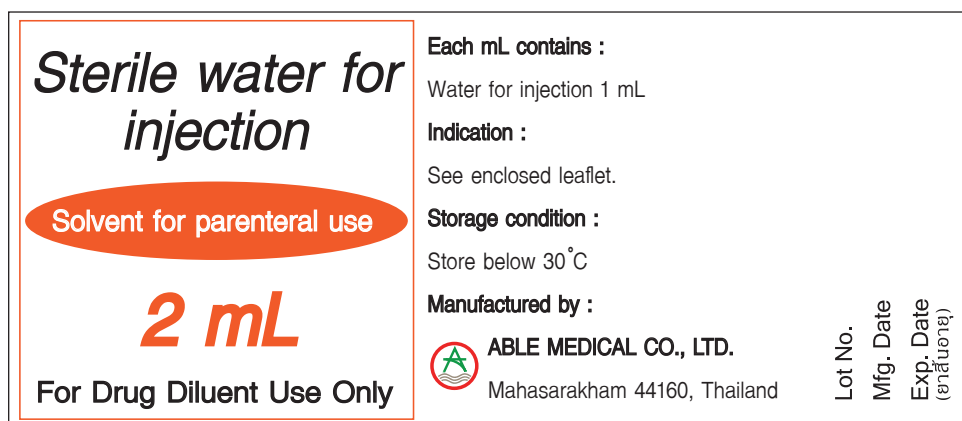 Sterile water for
injection
Solvent for parenteral use
2 mL
For Drug Diluent Use Only
Each mL contains :
Water for injection 1 mL
Indication :
See enclosed leaflet.
Storage condition :
Store below 30°C
Manufactured by :
ABLE MEDICAL CO., LTD.
Mahasarakham 44160, Thailand
Lot No.
Mfg. Date
Exp. Date
(ยาสิ้นอายุ)